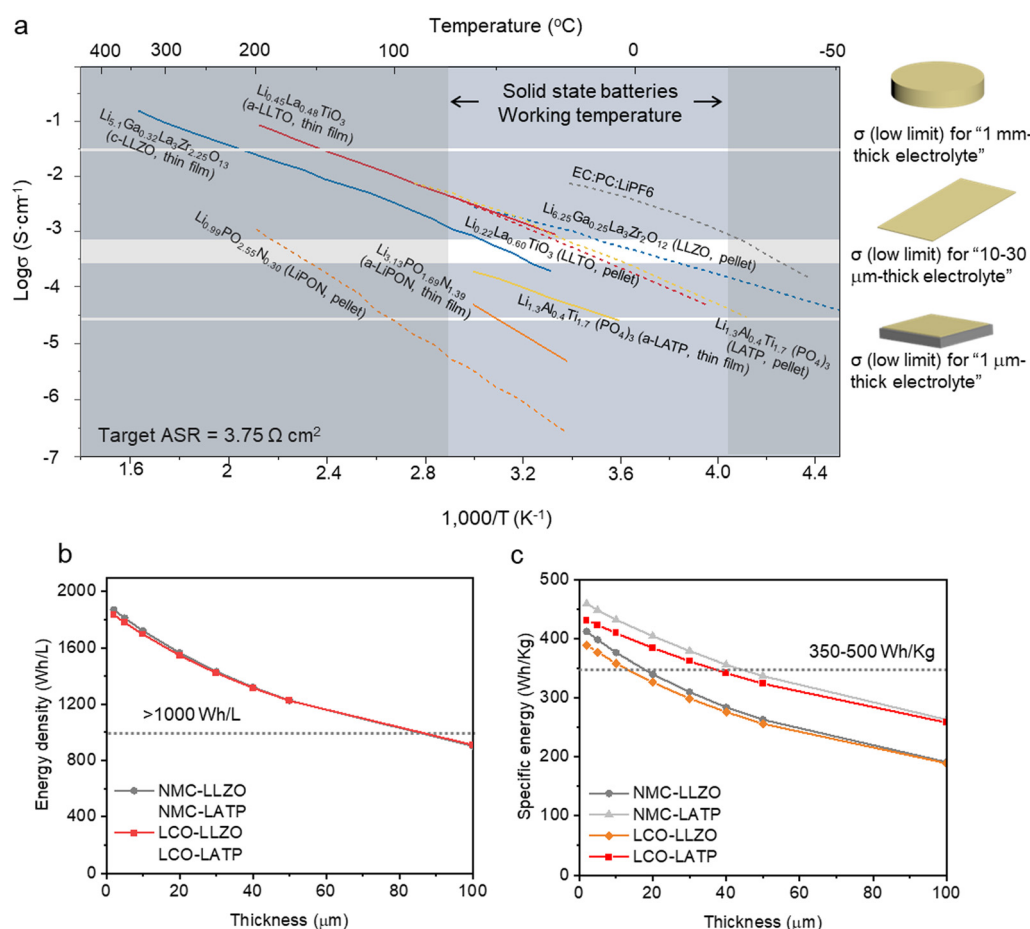 a
Temperature (°C)
400 300 200 100 0 -50
Solid state batteries
Working temperature
Li0.45La0.48TiO3
(a-LLTO, thin film)
Li5.1Ga0.32La3Zr2.25O13
(c-LLZO, thin film)
EC:PC:LiPF6
Li6.25Ga0.25La3Zr2O12 (LLZO, pellet)
Li0.22La0.60TiO3 (LLTO, pellet)
Li0.99PO2.55N0.30 (LiPON, pellet)
Li3.13PO1.69N1.39
(a-LiPON, thin film)
Li1.3Al0.4Ti1.7 (PO4)3 (a-LATP, thin film)
Li1.3Al0.4Ti1.7 (PO4)3
(LATP, pellet)
Target ASR = 3.75 Ω cm2
Logσ (S·cm-1)
-1
-2
-3
-4
-5
-6
-7
1.6 2 2.4 2.8 3.2 3.6 4.0 4.4
1,000/T (K-1)
σ (low limit) for “1 mm-
thick electrolyte”
σ (low limit) for “10-30
μm-thick electrolyte”
σ (low limit) for “1 μm-
thick electrolyte”
b
Energy density (Wh/L)
2000
1600
1200
800
400
0
>1000 Wh/L
NMC-LLZO
NMC-LATP
LCO-LLZO
LCO-LATP
0 20 40 60 80 100
Thickness (μm)
c
Specific energy (Wh/Kg)
500
400
300
200
100
0
350-500 Wh/Kg
NMC-LLZO
NMC-LATP
LCO-LLZO
LCO-LATP
0 20 40 60 80 100
Thickness (μm)